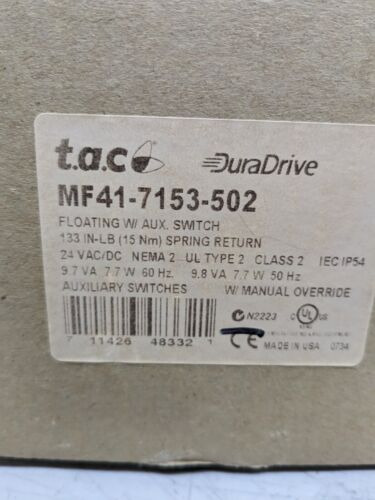 t.a.c DuraDrive
MF41-7153-502
FLOATING W/ AUX. SWITCH
133 IN-LB (15 Nm) SPRING RETURN
24 VAC/DC NEMA 2 UL TYPE 2 CLASS 2 IEC IP54
9.7 VA 7.7 W 60 Hz. 9.8 VA 7.7 W 50 Hz
AUXILIARY SWITCHES W/ MANUAL OVERRIDE
N2223 C UL US
7 11426 48332 1
CE MADE IN USA 0734